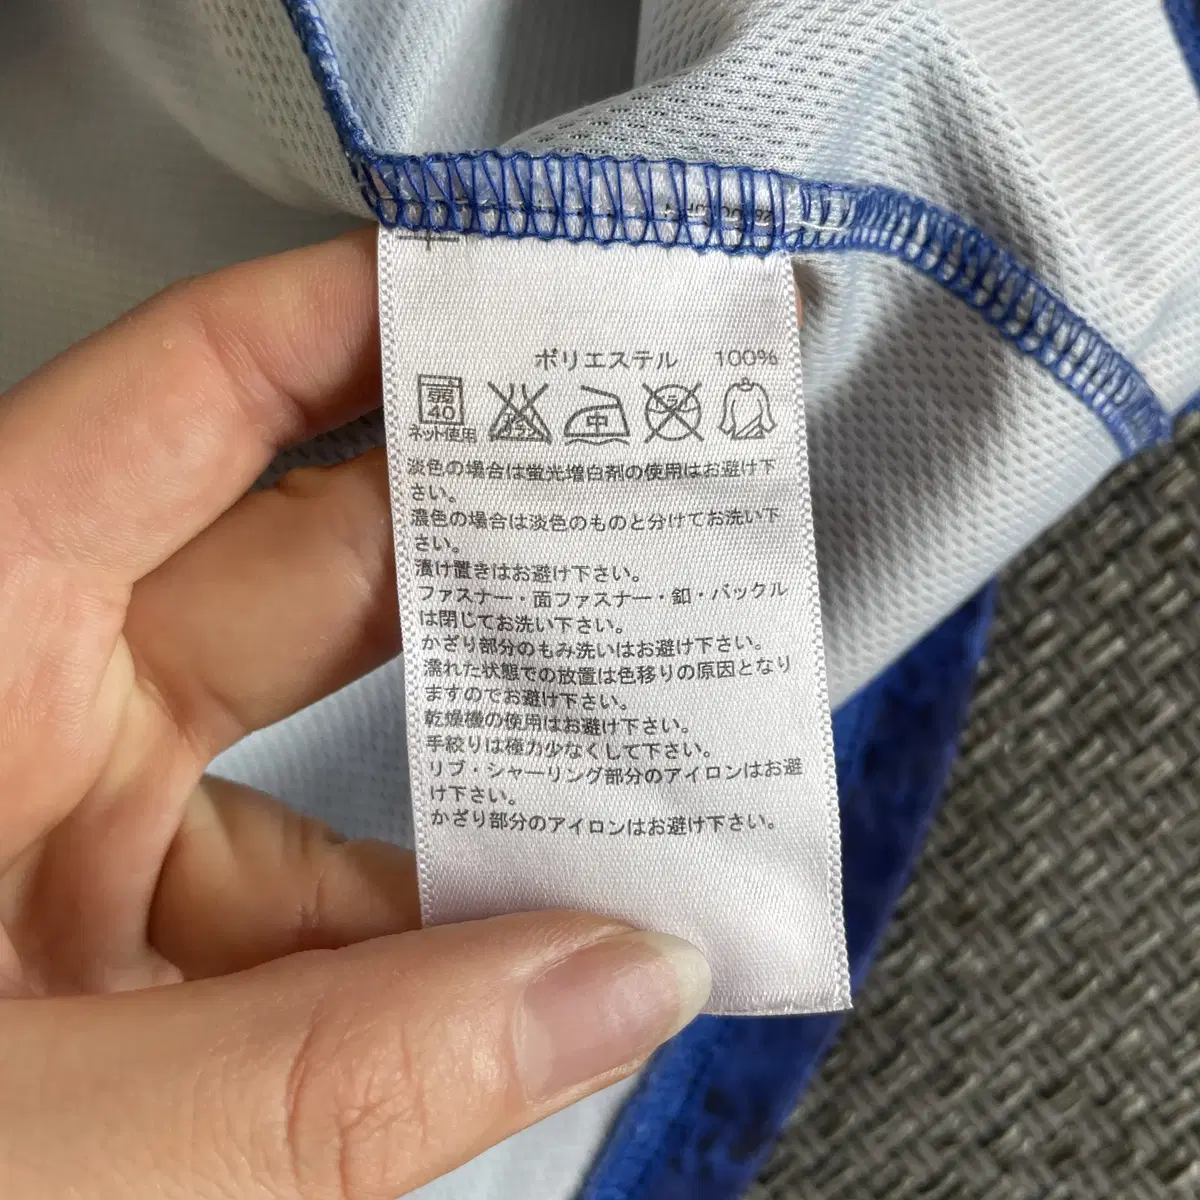 ポリエステル 100%
弱
40
中
ネット使用
淡色の場合は蛍光増白剤の使用はお避け下
さい。
濃色の場合は淡色のものと分けてお洗い下
さい。
漬け置きはお避け下さい。
ファスナー・面ファスナー・釦・バックル
は閉じてお洗い下さい。
かざり部分のもみ洗いはお避け下さい。
濡れた状態での放置は色移りの原因となり
ますのでお避け下さい。
乾燥機の使用はお避け下さい。
手絞りは極力少なくして下さい。
リブ・シャーリング部分のアイロンはお避
け下さい。
かざり部分のアイロンはお避け下さい。